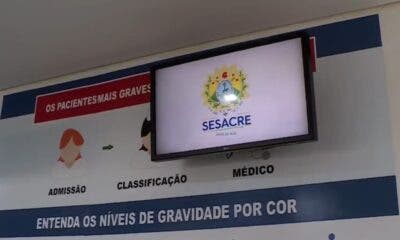 OS PACIENTES MAIS GRAVES
SESACRE
ADMISSÃO
CLASSIFICAÇÃO
MÉDICO
ENTENDA OS NÍVEIS DE GRAVIDADE POR COR